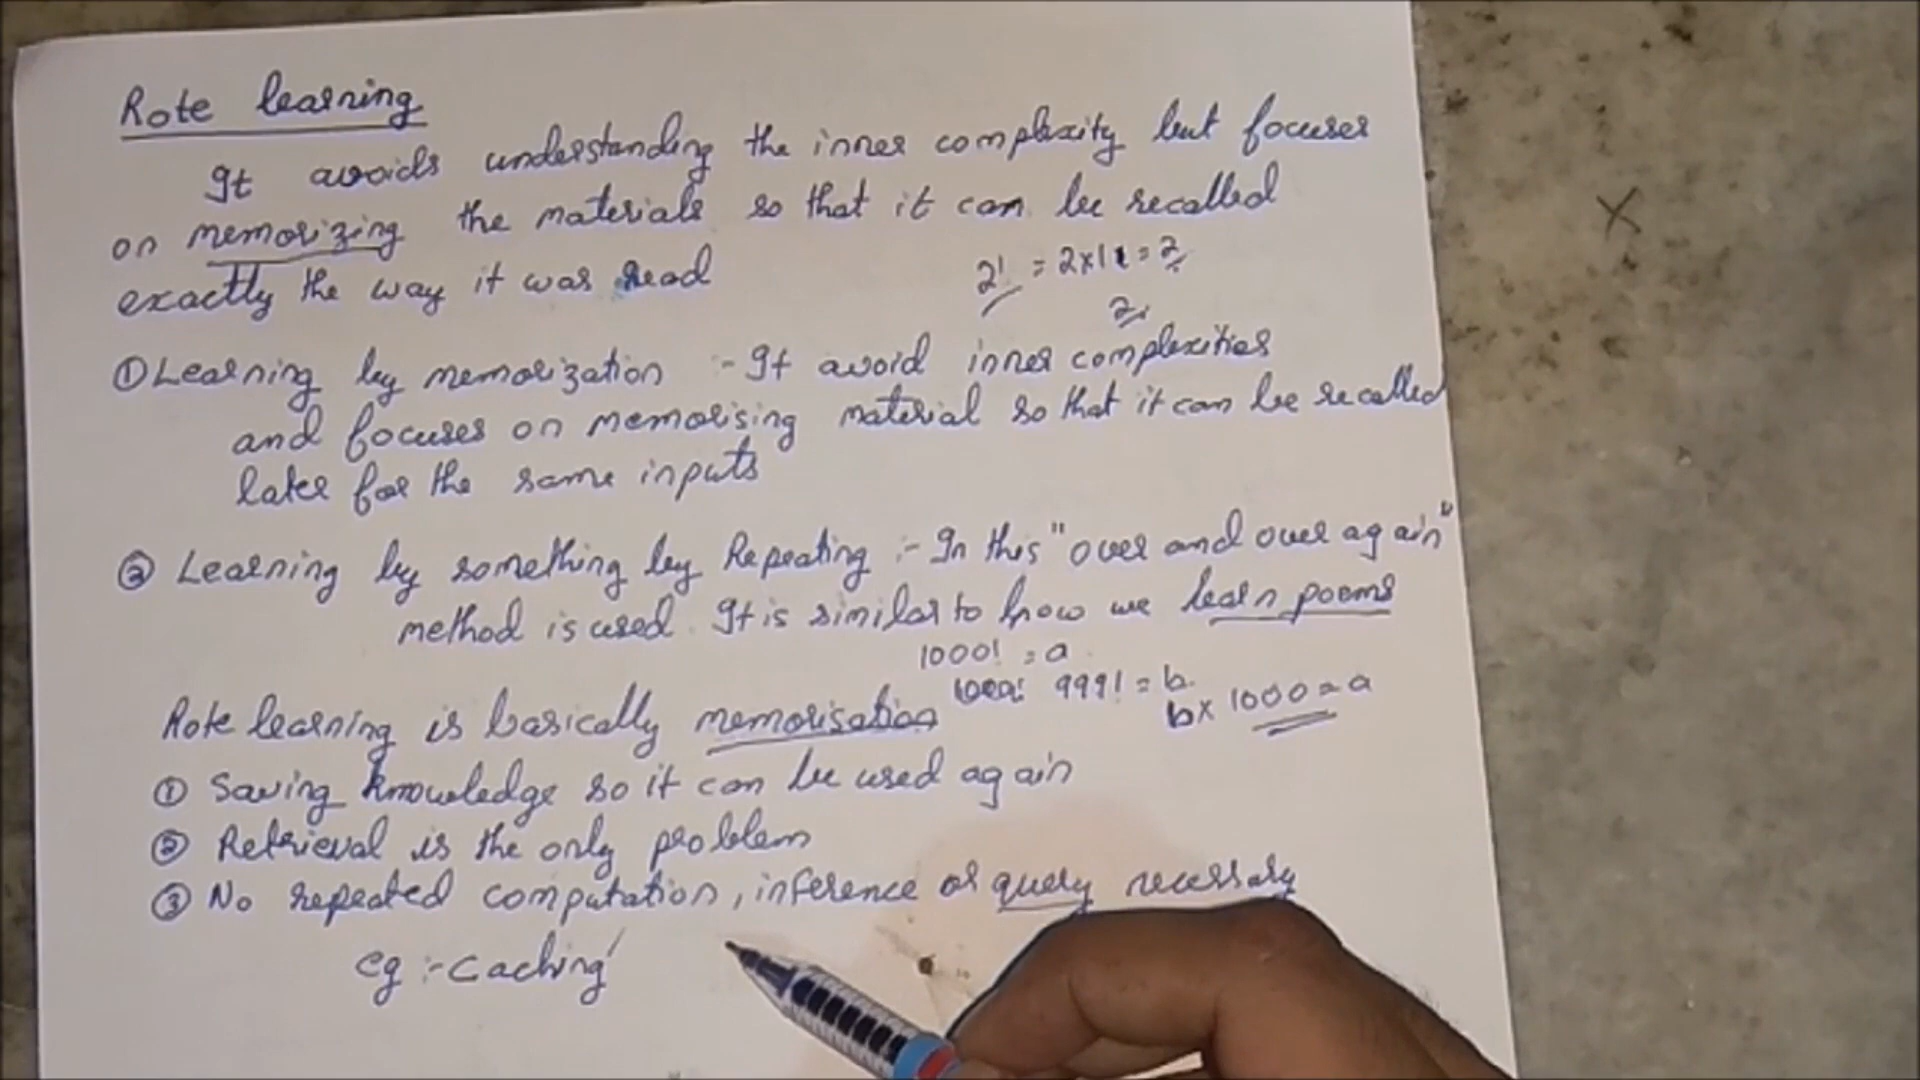 Rote learning
It avoids understanding the inner complexity but focuses
on memorizing the materials so that it can be recalled
exactly the way it was read
2! = 2x1 = 2
2
① Learning by memorization :- It avoid inner complexities
and focuses on memorising material so that it can be recalled
later for the same inputs
② Learning by something by Repeating :- In this "over and over again"
method is used. It is similar to know we learn poems
1000! = a
999! = b
b x 1000 = a
Rote learning is basically memorisation
① Saving knowledge so it can be used again
② Retrieval is the only problem
③ No repeated computation, inference or query necessary
eg :- Caching